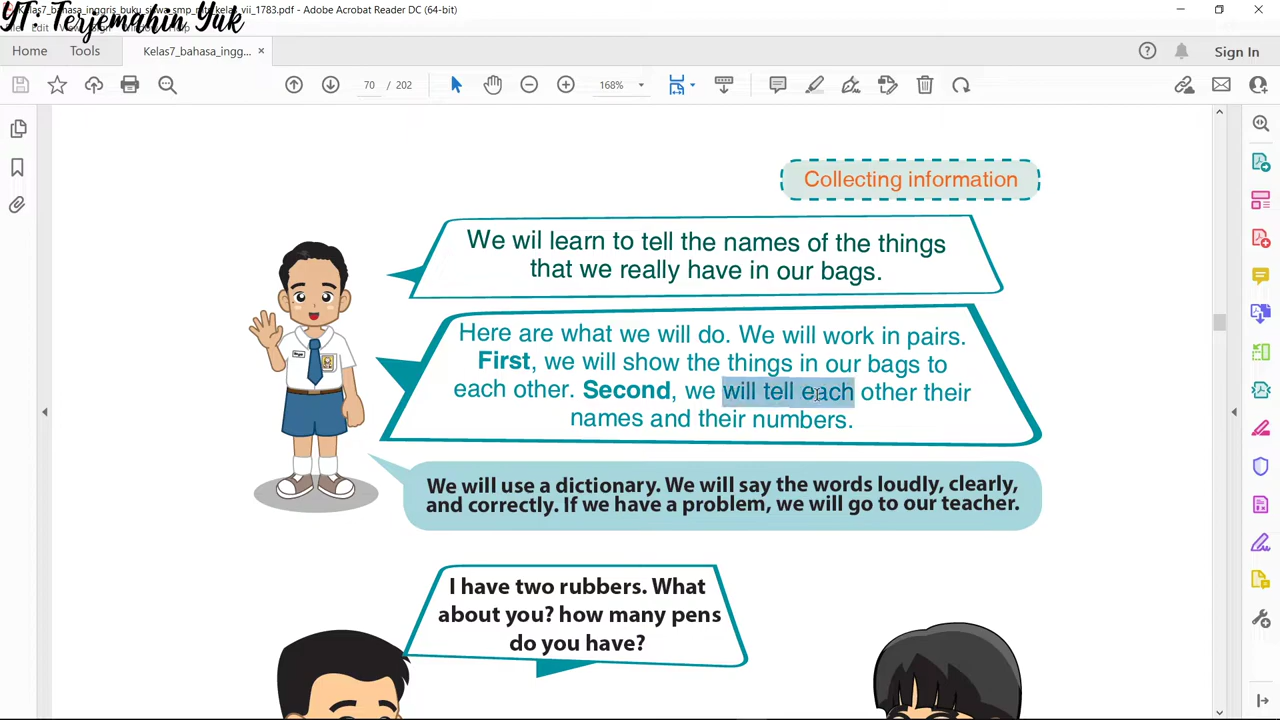 YT: Terjemahin Yuk
_vii_1783.pdf - Adobe Acrobat Reader DC (64-bit)
Home Tools Kelas7_bahasa_ingg... × Sign In
70 / 202 168%
Collecting information
We wil learn to tell the names of the things
that we really have in our bags.
Here are what we will do. We will work in pairs.
First, we will show the things in our bags to
each other. Second, we will tell each other their
names and their numbers.
We will use a dictionary. We will say the words loudly, clearly,
and correctly. If we have a problem, we will go to our teacher.
I have two rubbers. What
about you? how many pens
do you have?